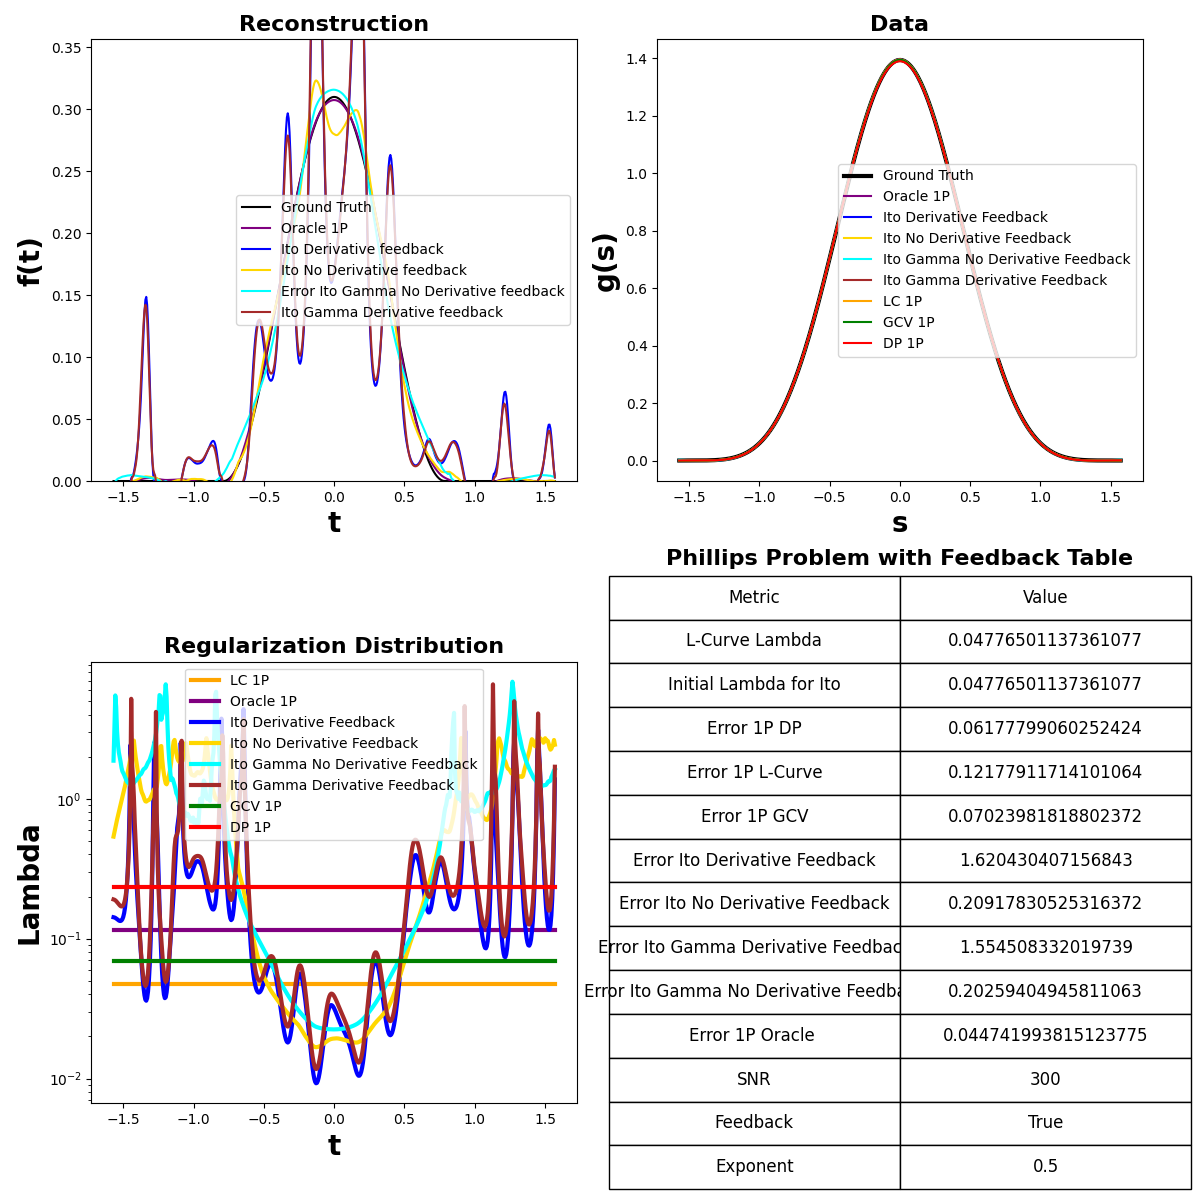 Reconstruction
f(t)
0.35
0.30
0.25
0.20
0.15
0.10
0.05
0.00
Ground Truth
Oracle 1P
Ito Derivative feedback
Ito No Derivative feedback
Error Ito Gamma No Derivative feedback
Ito Gamma Derivative feedback
−1.5 −1.0 −0.5 0.0 0.5 1.0 1.5
t
Data
g(s)
1.4
1.2
1.0
0.8
0.6
0.4
0.2
0.0
Ground Truth
Oracle 1P
Ito Derivative Feedback
Ito No Derivative Feedback
Ito Gamma No Derivative Feedback
Ito Gamma Derivative Feedback
LC 1P
GCV 1P
DP 1P
−1.5 −1.0 −0.5 0.0 0.5 1.0 1.5
s
Regularization Distribution
Lambda
10⁰
10⁻¹
10⁻²
LC 1P
Oracle 1P
Ito Derivative Feedback
Ito No Derivative Feedback
Ito Gamma No Derivative Feedback
Ito Gamma Derivative Feedback
GCV 1P
DP 1P
−1.5 −1.0 −0.5 0.0 0.5 1.0 1.5
t
Phillips Problem with Feedback Table
Metric Value
L-Curve Lambda 0.04776501137361077
Initial Lambda for Ito 0.04776501137361077
Error 1P DP 0.06177799060252424
Error 1P L-Curve 0.12177911714101064
Error 1P GCV 0.07023981818802372
Error Ito Derivative Feedback 1.620430407156843
Error Ito No Derivative Feedback 0.20917830525316372
Error Ito Gamma Derivative Feedbac 1.554508332019739
Error Ito Gamma No Derivative Feedba 0.20259404945811063
Error 1P Oracle 0.044741993815123775
SNR 300
Feedback True
Exponent 0.5